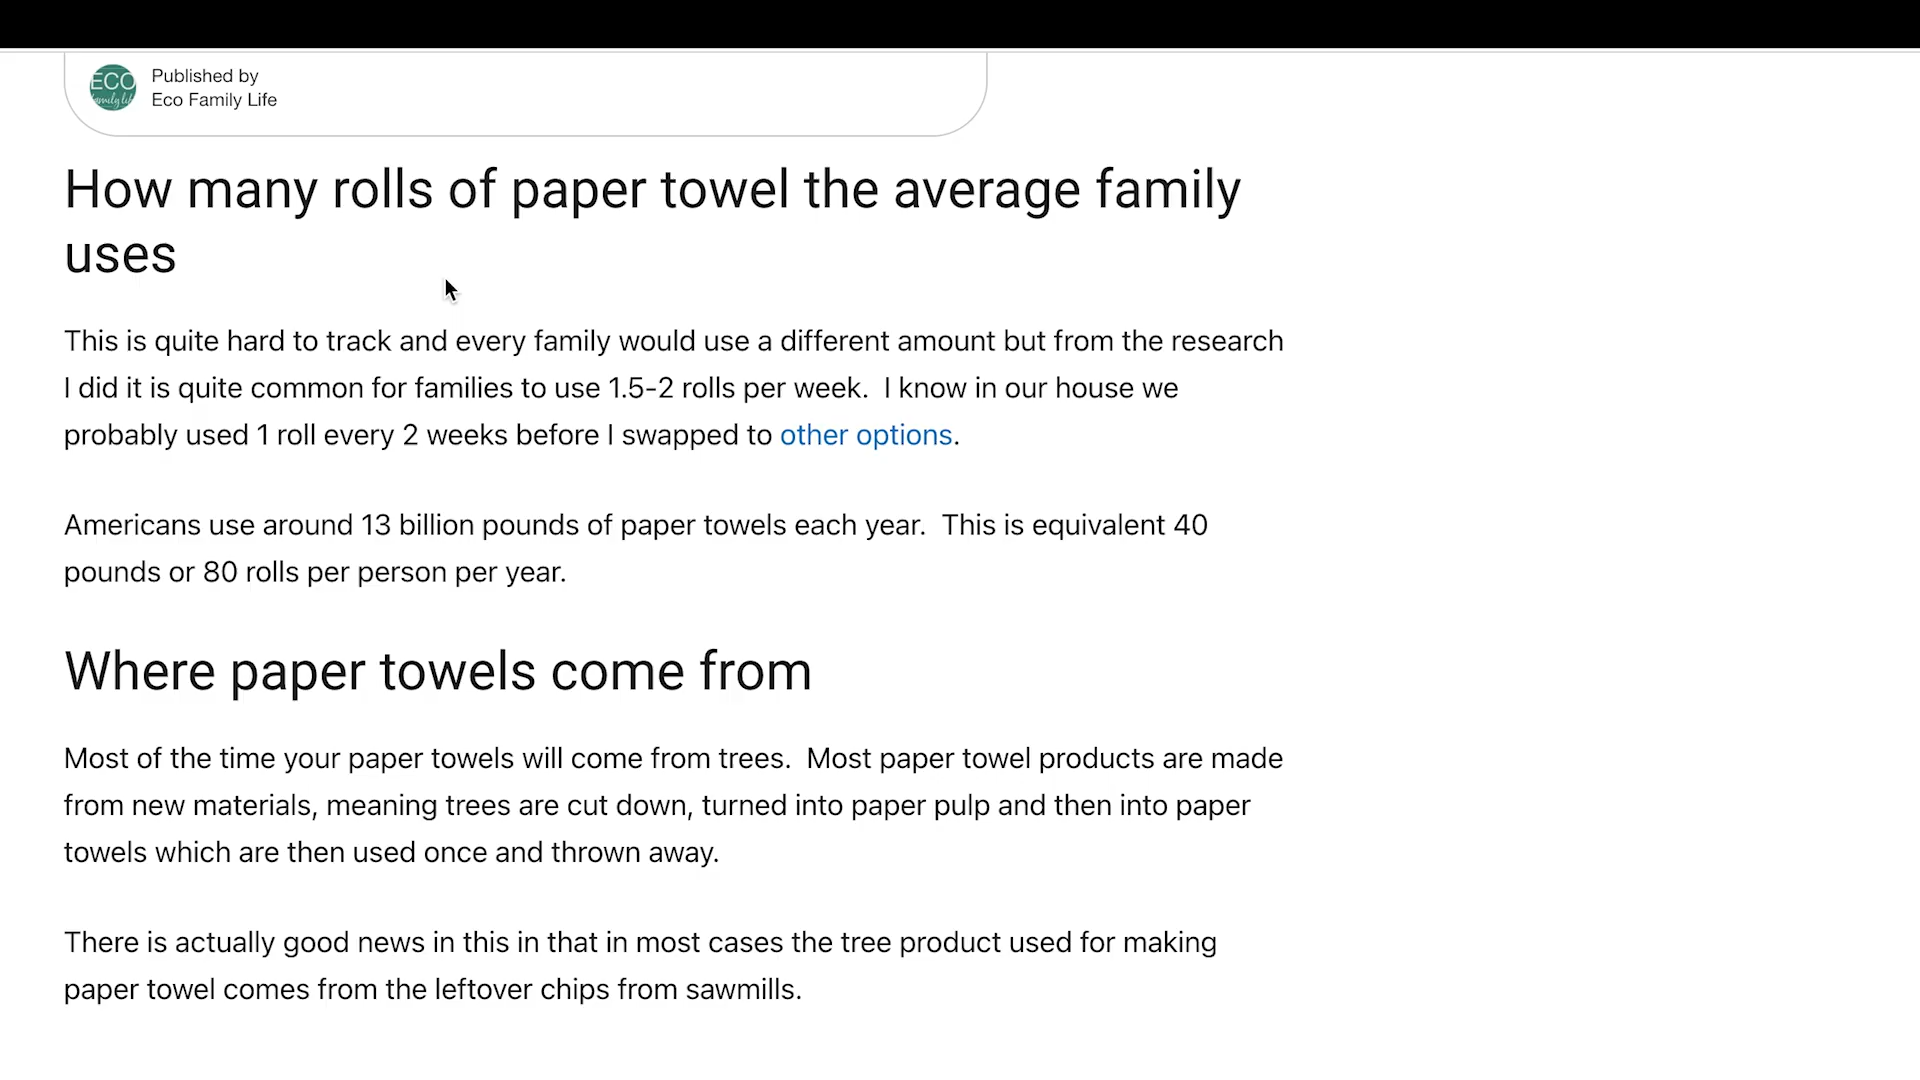 ECO
family life
Published by
Eco Family Life
How many rolls of paper towel the average family
uses
This is quite hard to track and every family would use a different amount but from the research
I did it is quite common for families to use 1.5-2 rolls per week.  I know in our house we
probably used 1 roll every 2 weeks before I swapped to other options.
Americans use around 13 billion pounds of paper towels each year.  This is equivalent 40
pounds or 80 rolls per person per year.
Where paper towels come from
Most of the time your paper towels will come from trees.  Most paper towel products are made
from new materials, meaning trees are cut down, turned into paper pulp and then into paper
towels which are then used once and thrown away.
There is actually good news in this in that in most cases the tree product used for making
paper towel comes from the leftover chips from sawmills.